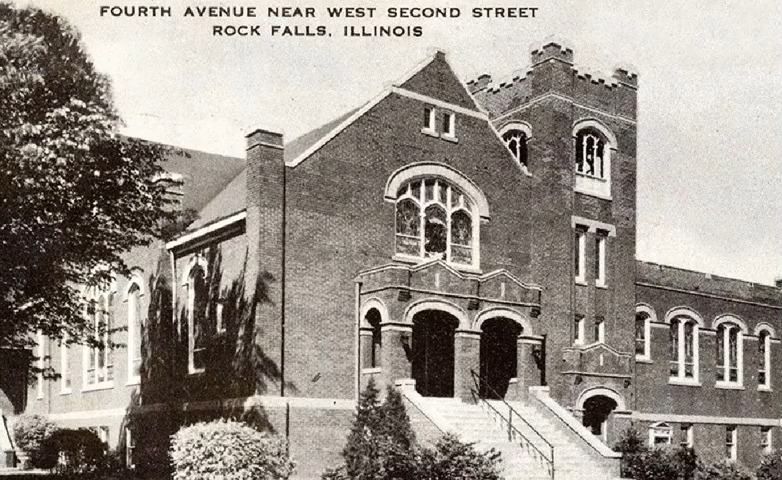 FOURTH AVENUE NEAR WEST SECOND STREET
ROCK FALLS, ILLINOIS